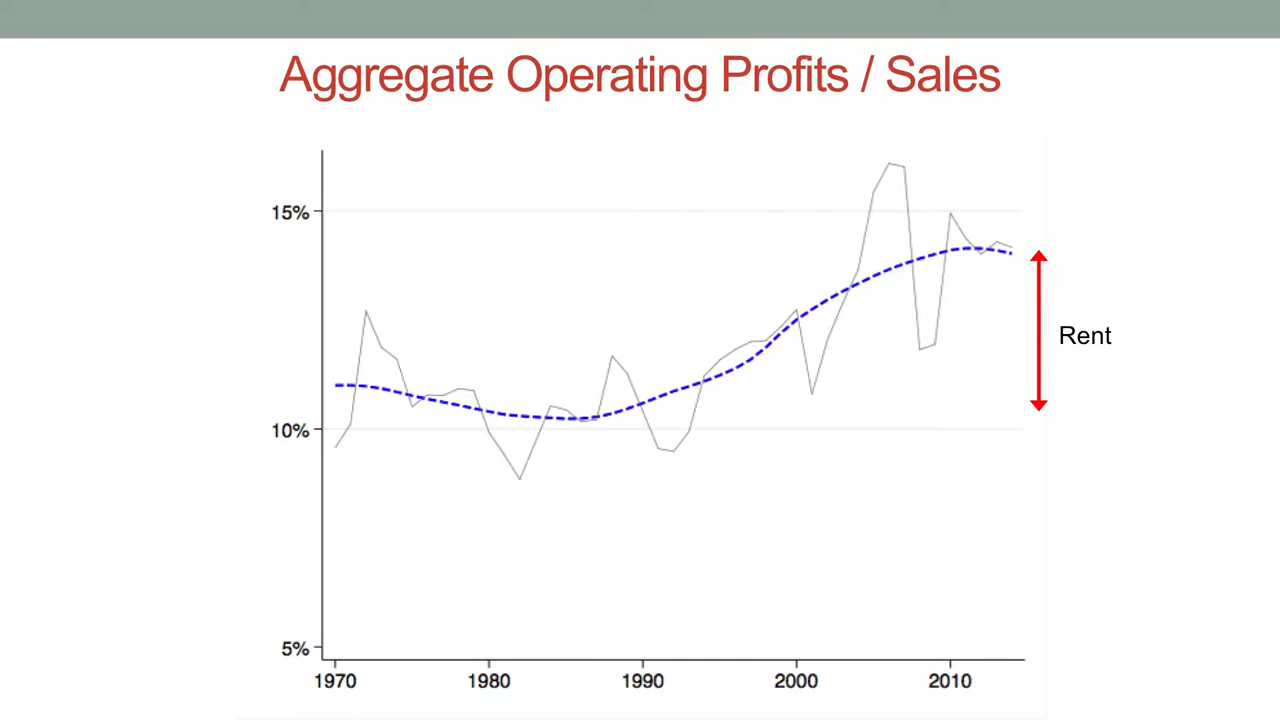 Aggregate Operating Profits / Sales
15%
10%
5%
Rent
1970 1980 1990 2000 2010